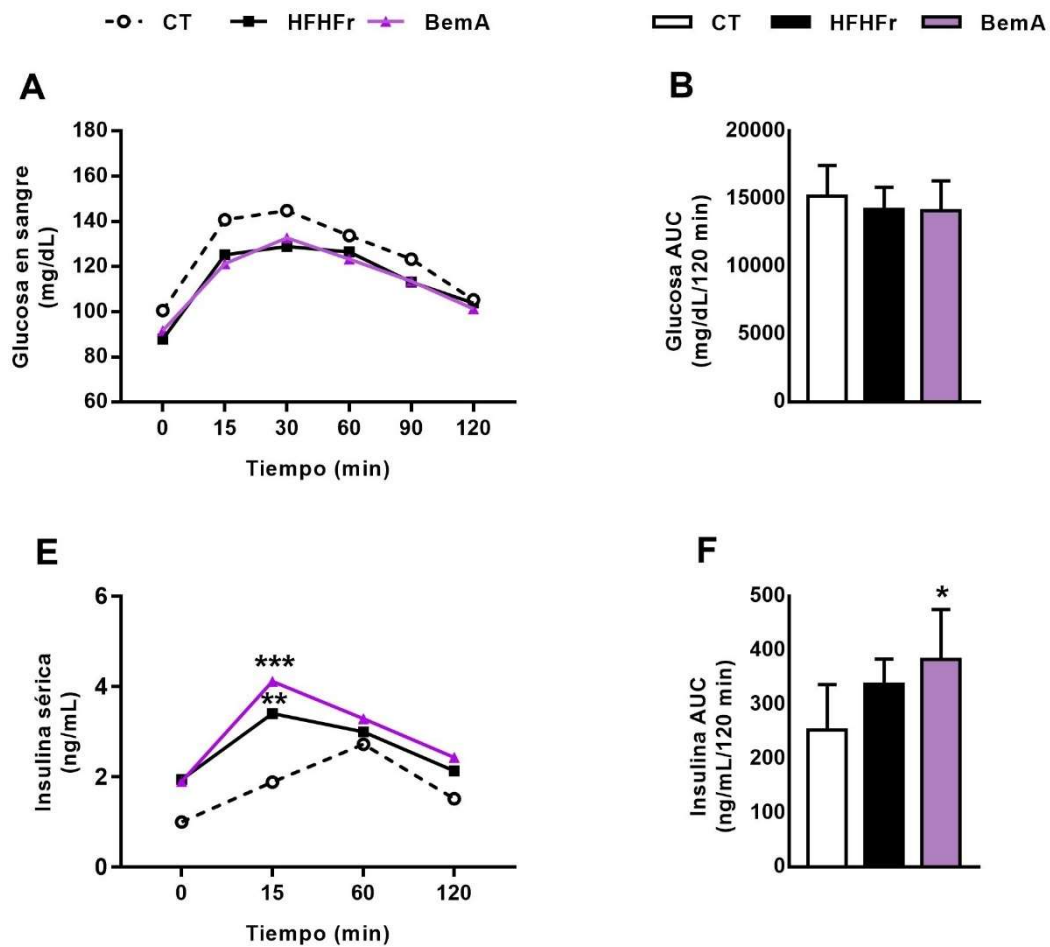 CT HFHFr BemA
CT HFHFr BemA
A
Glucosa en sangre
(mg/dL)
180
160
140
120
100
80
60
0 15 30 60 90 120
Tiempo (min)
B
Glucosa AUC
(mg/dL/120 min)
20000
15000
10000
5000
0
E
Insulina sérica
(ng/mL)
6
4
2
0
***
**
0 15 60 120
Tiempo (min)
F
Insulina AUC
(ng/mL/120 min)
500
400
300
200
100
0
*